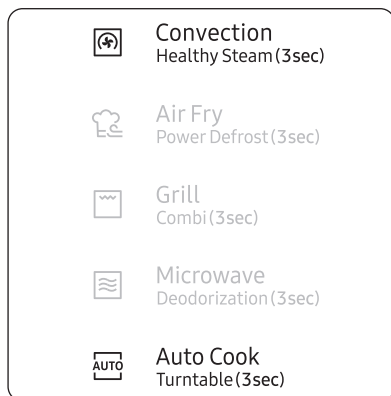 Convection
Healthy Steam (3sec)
Air Fry
Power Defrost (3sec)
Grill
Combi (3sec)
Microwave
Deodorization (3sec)
AUTO
Auto Cook
Turntable (3sec)